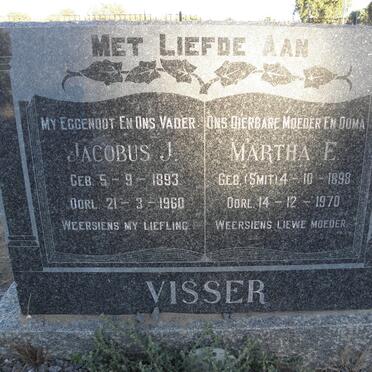 MET LIEFDE AAN
MY EGGENOOT EN ONS VADER
JACOBUS J.
GEB. 5-9-1893
OORL. 21-3-1960
WEERSIENS MY LIEFLING
ONS DIERBARE MOEDER EN OUMA
MARTHA E.
GEB. (SMIT) 4-10-1898
OORL. 14-12-1970
WEERSIENS LIEWE MOEDER
VISSER